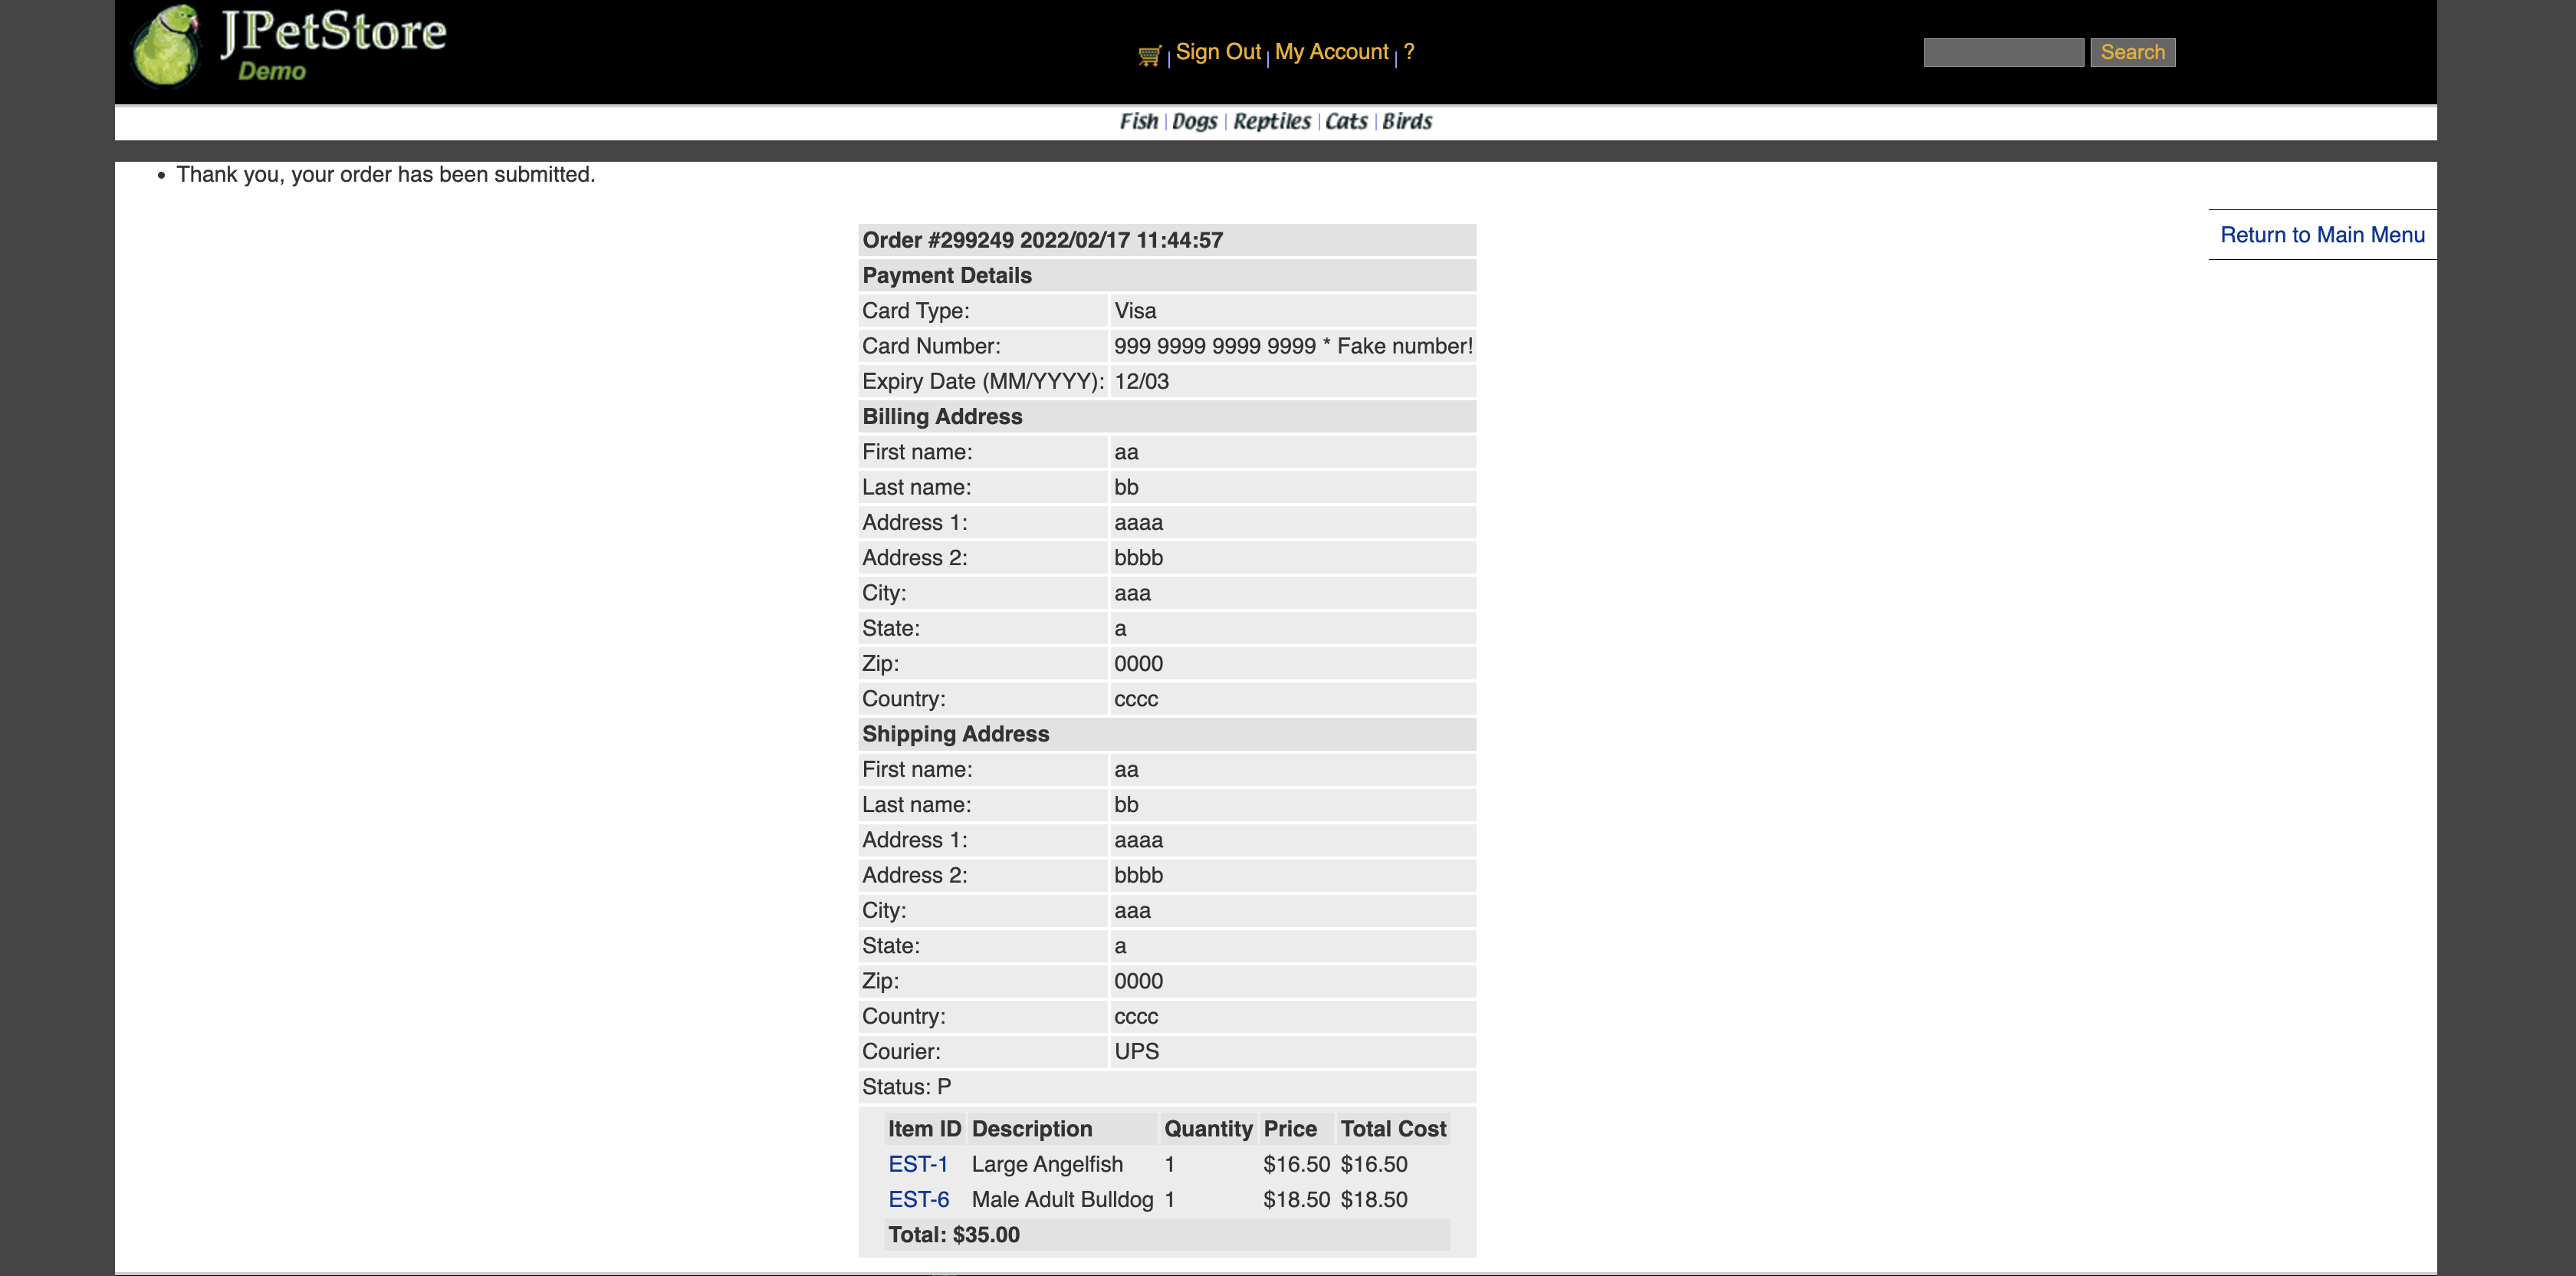 JPetStore
Demo
Sign Out | My Account | ?
Search
Fish | Dogs | Reptiles | Cats | Birds
• Thank you, your order has been submitted.
Return to Main Menu
Order #299249 2022/02/17 11:44:57
Payment Details
Card Type: Visa
Card Number: 999 9999 9999 9999 * Fake number!
Expiry Date (MM/YYYY): 12/03
Billing Address
First name: aa
Last name: bb
Address 1: aaaa
Address 2: bbbb
City: aaa
State: a
Zip: 0000
Country: cccc
Shipping Address
First name: aa
Last name: bb
Address 1: aaaa
Address 2: bbbb
City: aaa
State: a
Zip: 0000
Country: cccc
Courier: UPS
Status: P
Item ID Description Quantity Price Total Cost
EST-1 Large Angelfish 1 $16.50 $16.50
EST-6 Male Adult Bulldog 1 $18.50 $18.50
Total: $35.00